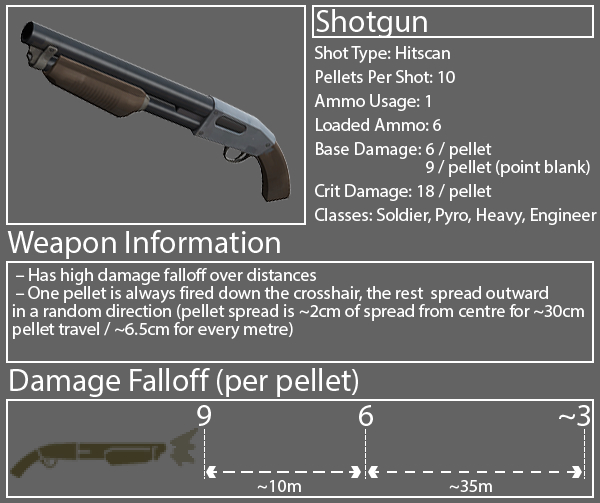 Shotgun
Shot Type: Hitscan
Pellets Per Shot: 10
Ammo Usage: 1
Loaded Ammo: 6
Base Damage: 6 / pellet
9 / pellet (point blank)
Crit Damage: 18 / pellet
Classes: Soldier, Pyro, Heavy, Engineer
Weapon Information
– Has high damage falloff over distances
– One pellet is always fired down the crosshair, the rest spread outward
in a random direction (pellet spread is ~2cm of spread from centre for ~30cm
pellet travel / ~6.5cm for every metre)
Damage Falloff (per pellet)
9 6 ~3
~10m ~35m